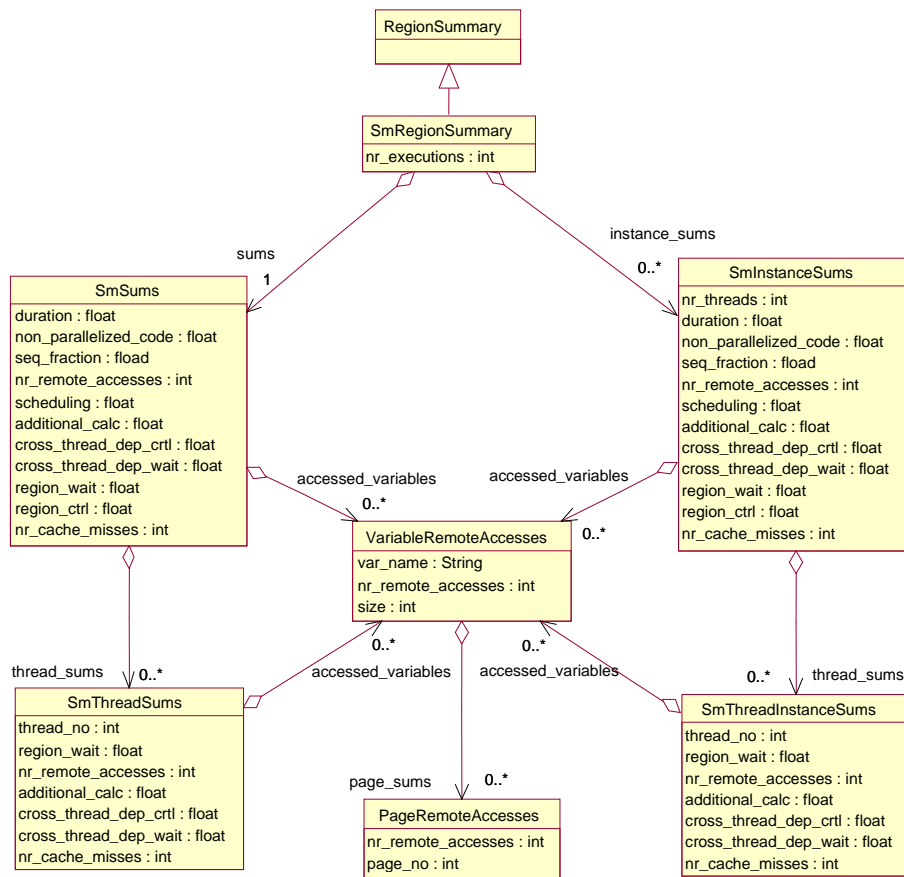 RegionSummary
SmRegionSummary
nr_executions : int
instance_sums
sums
0..*
1
SmSums
duration : float
non_parallelized_code : float
seq_fraction : fload
nr_remote_accesses : int
scheduling : float
additional_calc : float
cross_thread_dep_crtl : float
cross_thread_dep_wait : float
region_wait : float
region_ctrl : float
nr_cache_misses : int
SmInstanceSums
nr_threads : int
duration : float
non_parallelized_code : float
seq_fraction : fload
nr_remote_accesses : int
scheduling : float
additional_calc : float
cross_thread_dep_crtl : float
cross_thread_dep_wait : float
region_wait : float
region_ctrl : float
nr_cache_misses : int
accessed_variables
0..*
accessed_variables
0..*
VariableRemoteAccesses
var_name : String
nr_remote_accesses : int
size : int
0..*
accessed_variables
0..*
accessed_variables
thread_sums
0..*
thread_sums
0..*
SmThreadSums
thread_no : int
region_wait : float
nr_remote_accesses : int
additional_calc : float
cross_thread_dep_crtl : float
cross_thread_dep_wait : float
nr_cache_misses : int
page_sums
0..*
PageRemoteAccesses
nr_remote_accesses : int
page_no : int
SmThreadInstanceSums
thread_no : int
region_wait : float
nr_remote_accesses : int
additional_calc : float
cross_thread_dep_crtl : float
cross_thread_dep_wait : float
nr_cache_misses : int